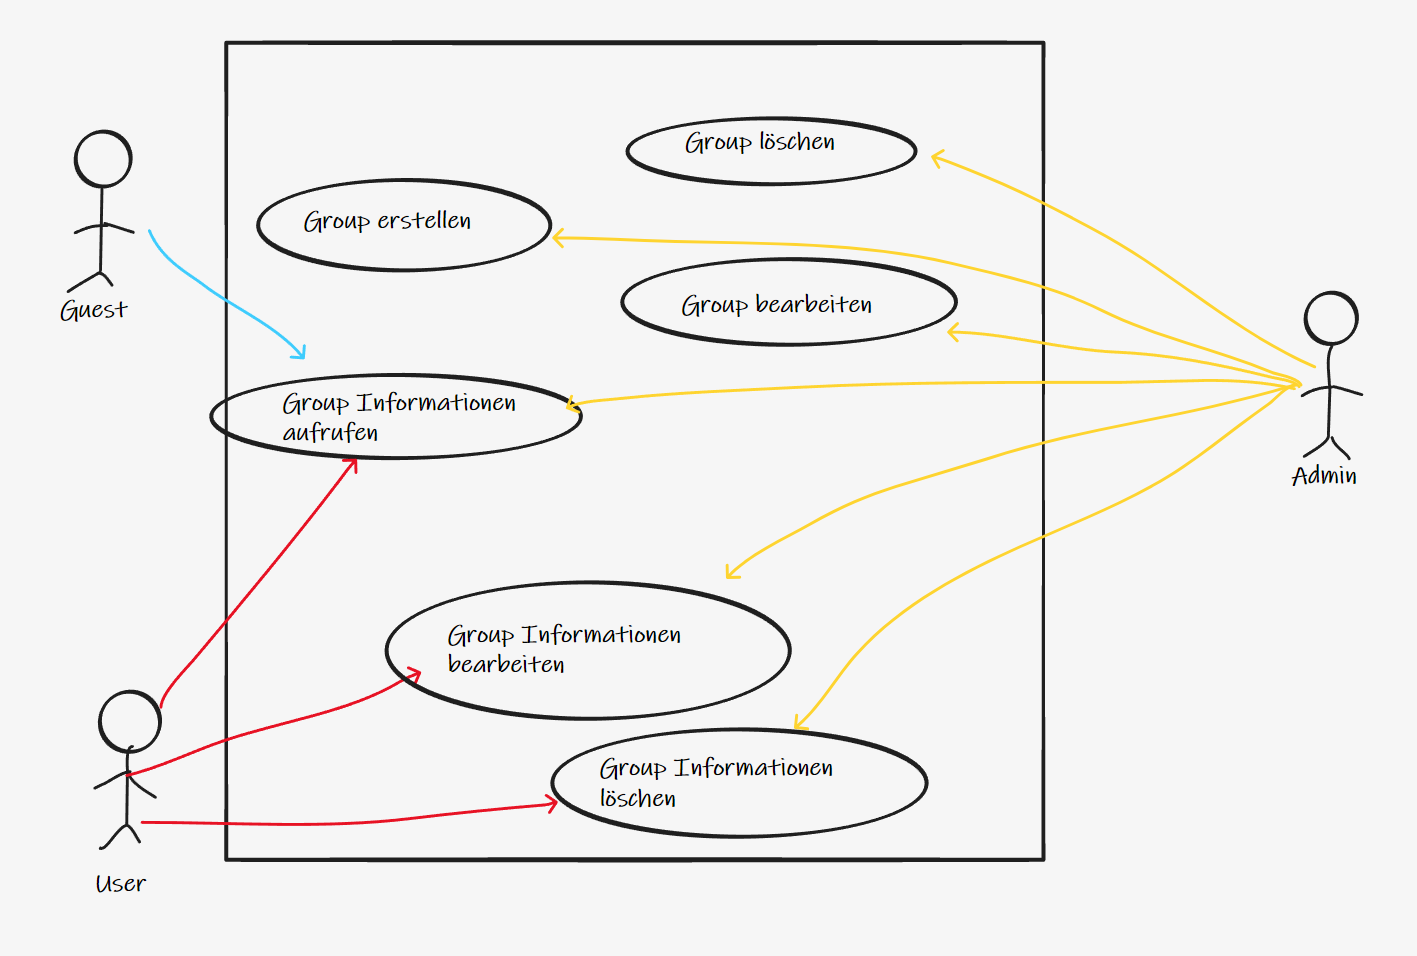 Group löschen
Group erstellen
Group bearbeiten
Guest
Group Informationen
aufrufen
Admin
Group Informationen
bearbeiten
Group Informationen
löschen
User